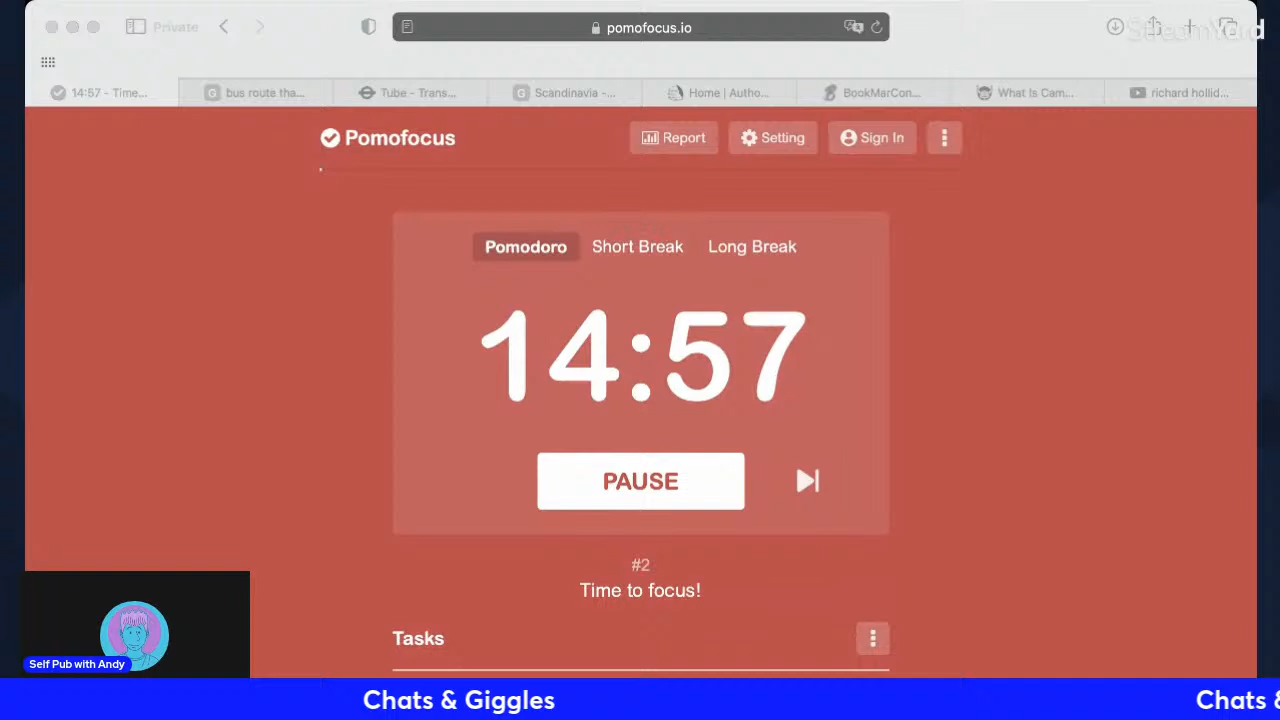 Private
pomofocus.io
StreamYard
14:57 - Time...
bus route tha...
Tube - Trans...
Scandinavia -...
Home | Autho...
BookMarCon...
What Is Cam...
richard hollid...
Pomofocus
Report
Setting
Sign In
Pomodoro
Short Break
Long Break
14:57
PAUSE
#2
Time to focus!
Tasks
Self Pub with Andy
Chats & Giggles
Chats &